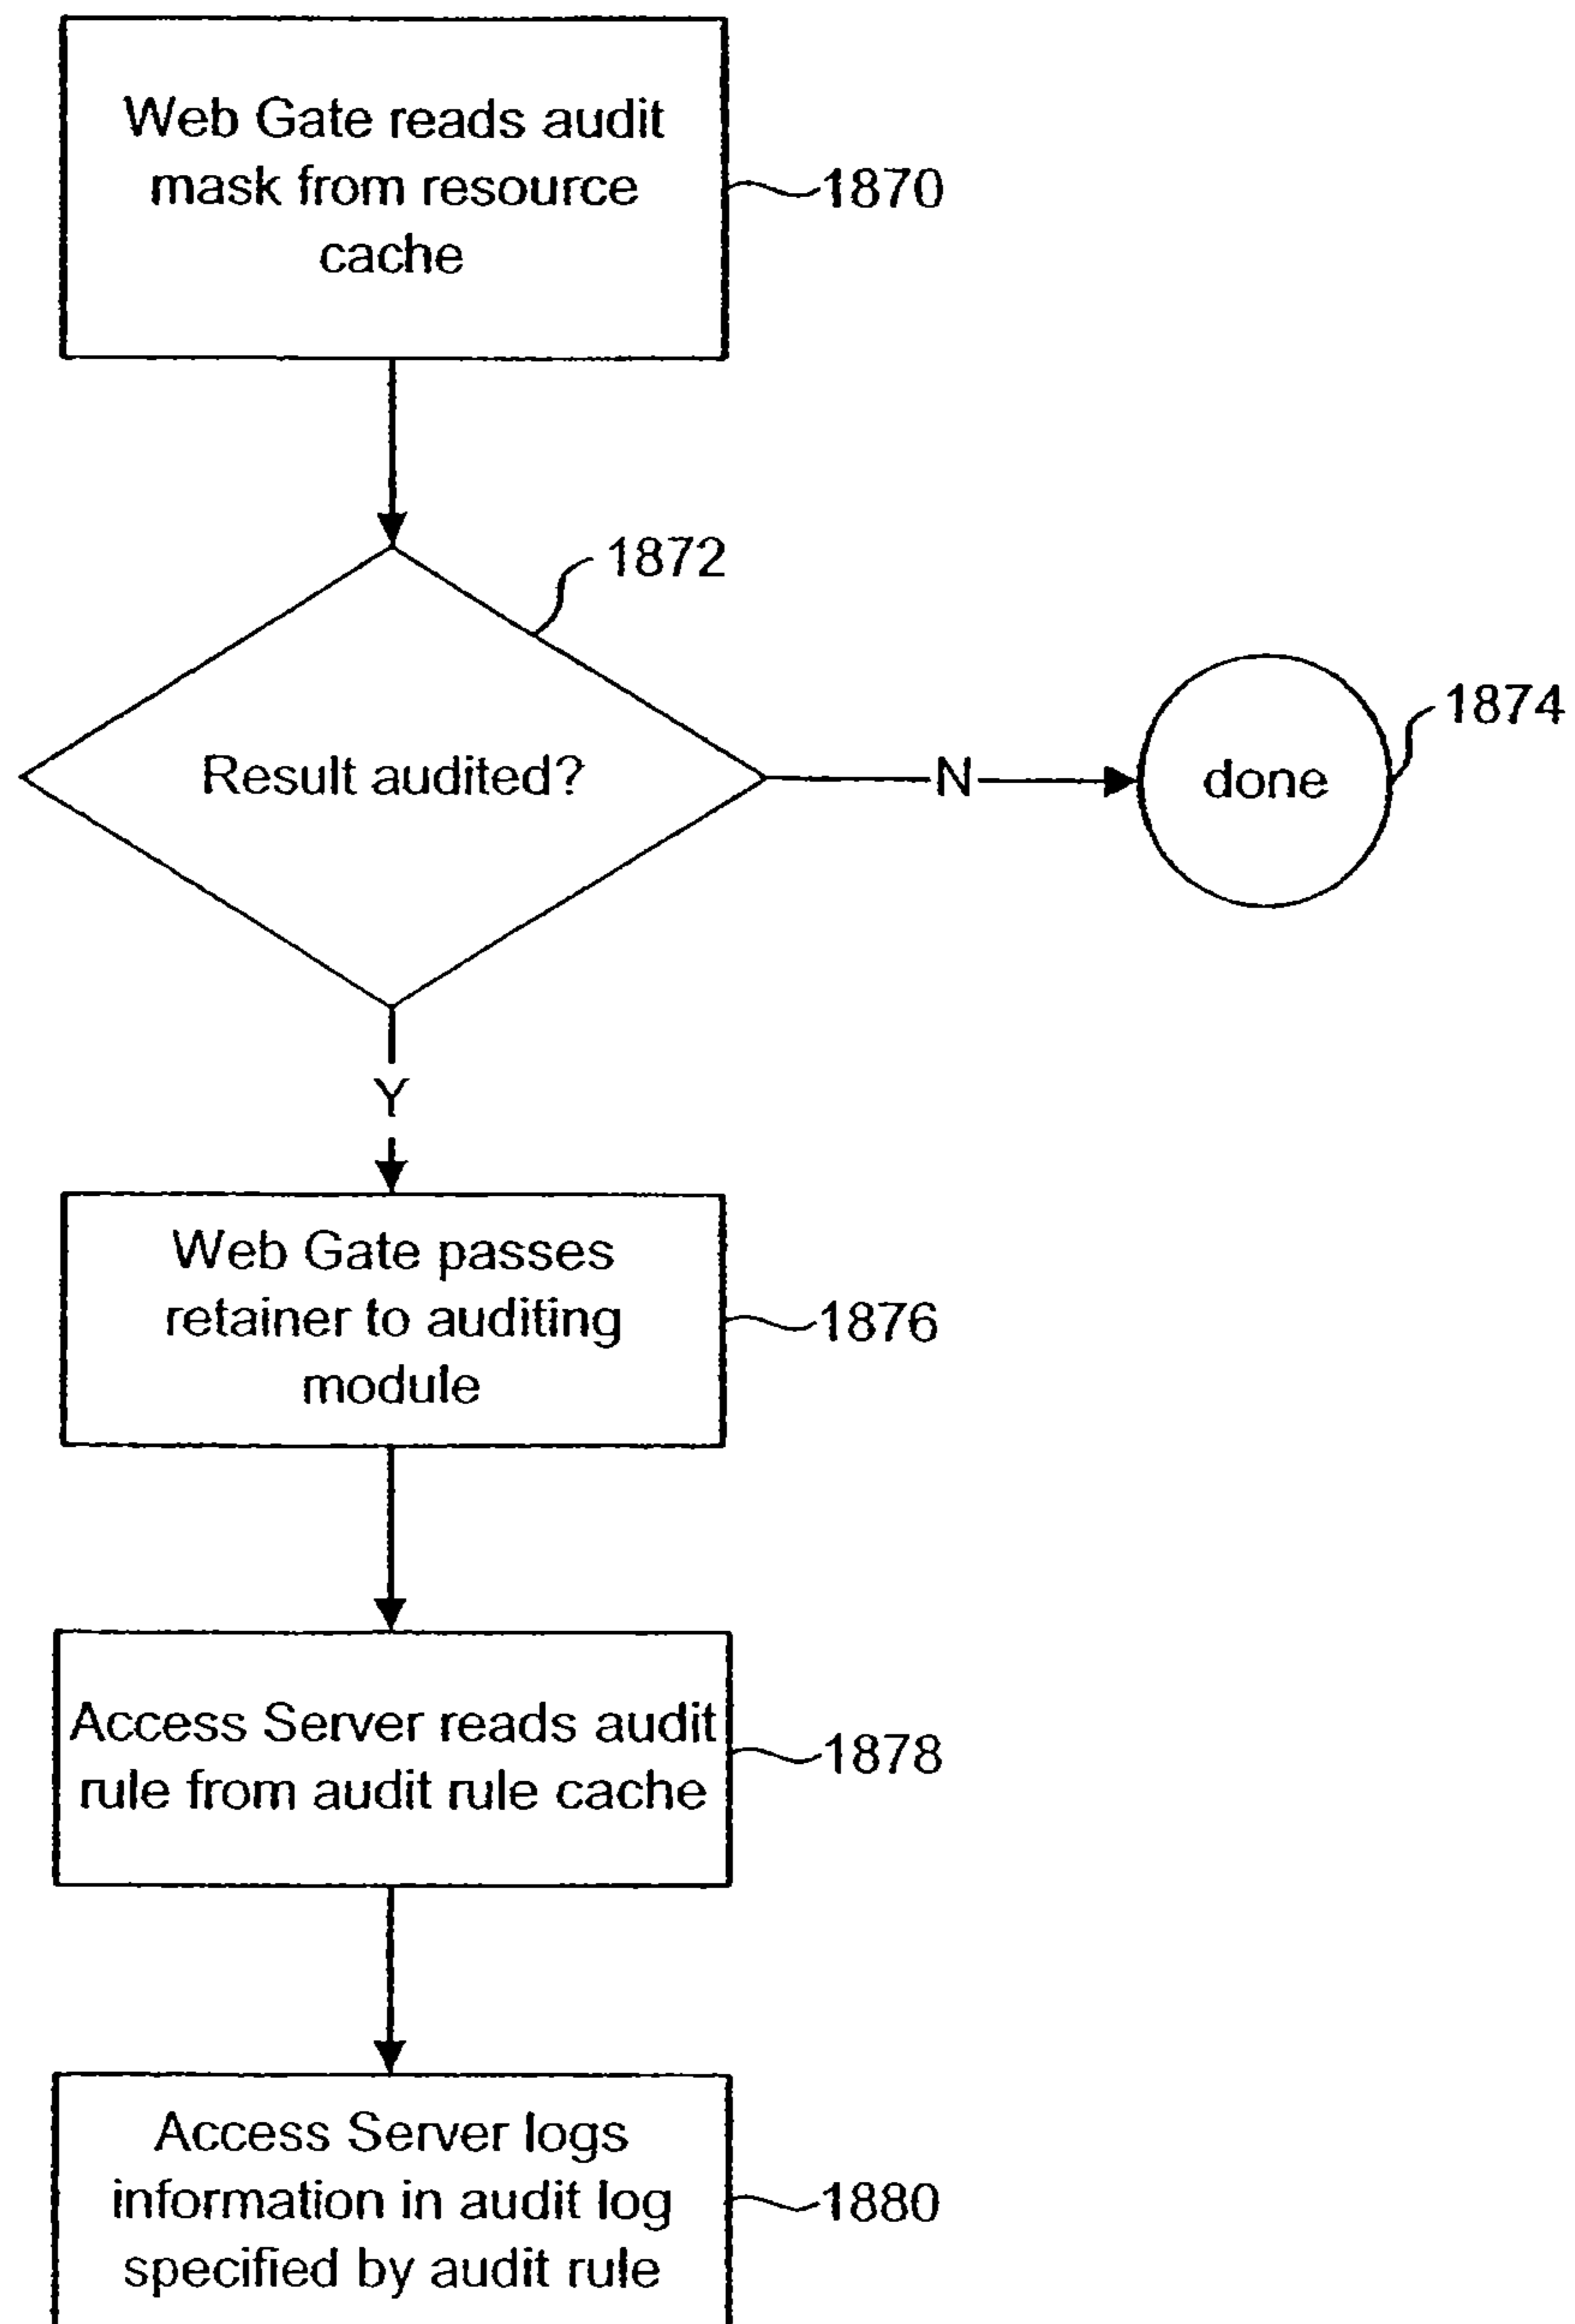 Web Gate reads audit
mask from resource
cache
1870
1872
Result audited?
N
done
1874
Y
Web Gate passes
retainer to auditing
module
1876
Access Server reads audit
rule from audit rule cache
1878
Access Server logs
information in audit log
specified by audit rule
1880